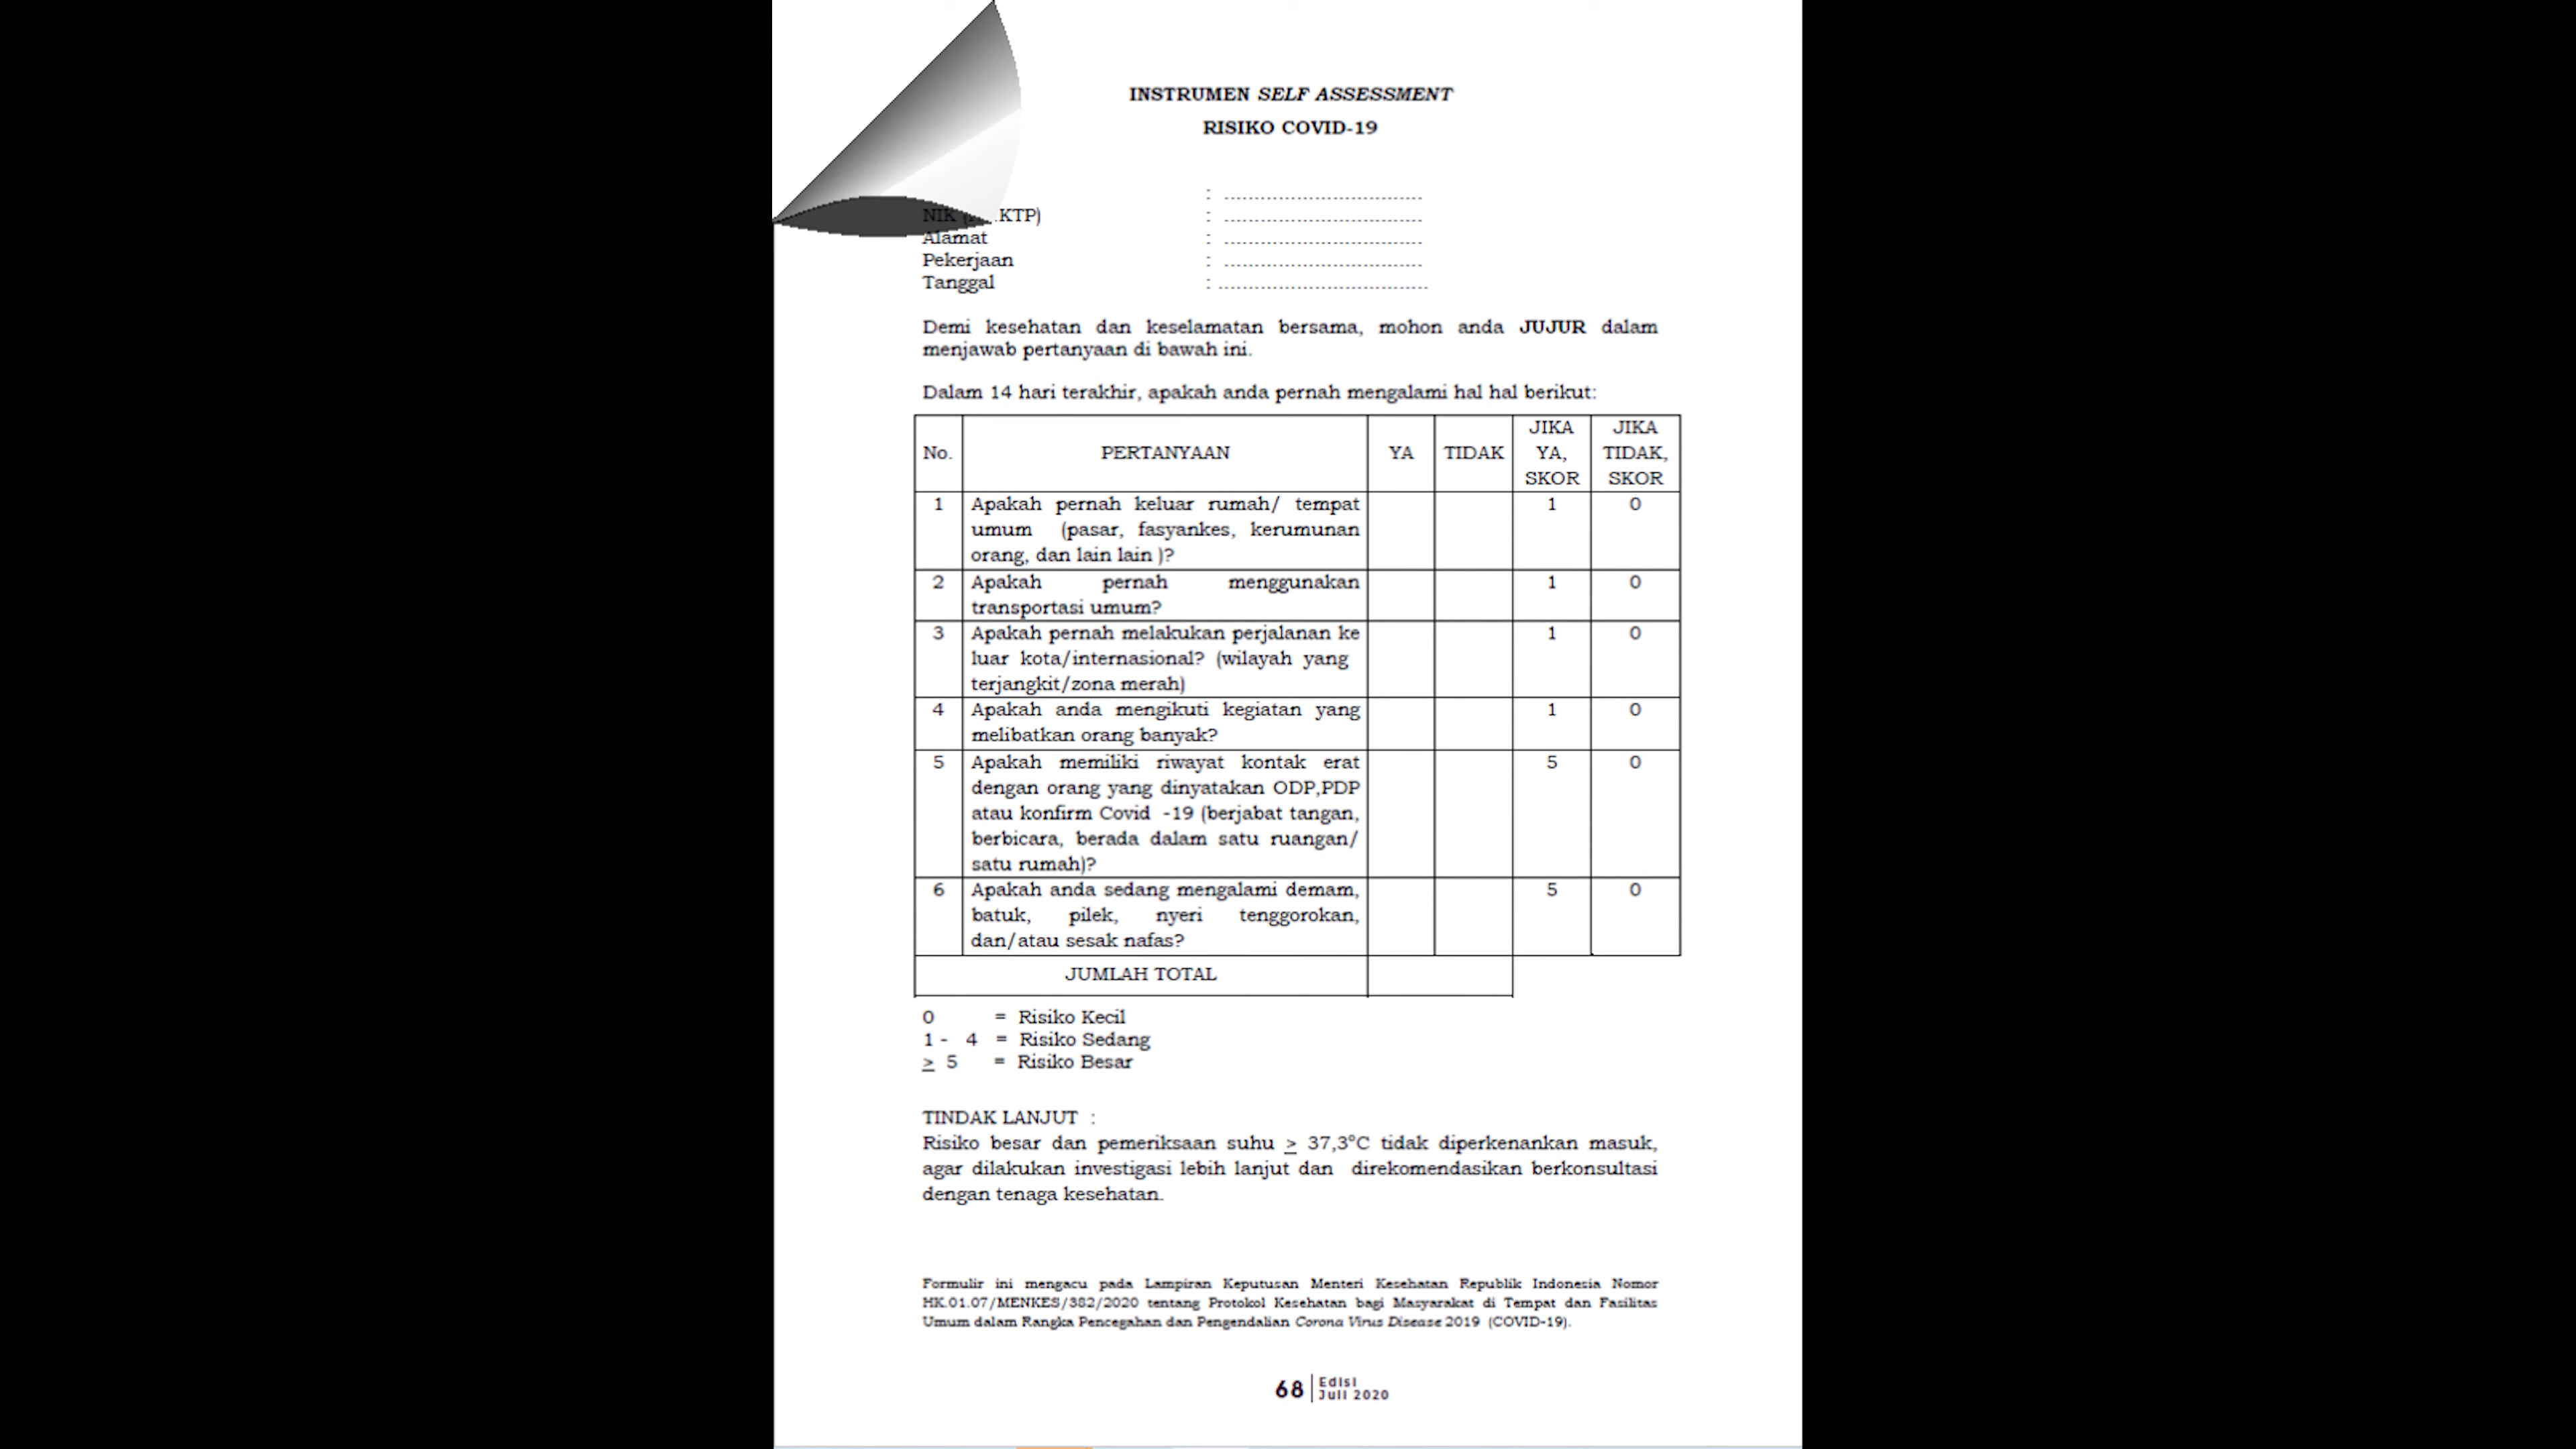 INSTRUMEN SELF ASSESSMENT
RISIKO COVID-19
: ................................
NIK ( .KTP) : ................................
Alamat : ................................
Pekerjaan : ................................
Tanggal : ..................................
Demi kesehatan dan keselamatan bersama, mohon anda JUJUR dalam
menjawab pertanyaan di bawah ini.
Dalam 14 hari terakhir, apakah anda pernah mengalami hal hal berikut:
No. PERTANYAAN YA TIDAK JIKA YA, SKOR JIKA TIDAK, SKOR
1 Apakah pernah keluar rumah/ tempat 1 0
umum (pasar, fasyankes, kerumunan
orang, dan lain lain )?
2 Apakah pernah menggunakan 1 0
transportasi umum?
3 Apakah pernah melakukan perjalanan ke 1 0
luar kota/internasional? (wilayah yang
terjangkit/zona merah)
4 Apakah anda mengikuti kegiatan yang 1 0
melibatkan orang banyak?
5 Apakah memiliki riwayat kontak erat 5 0
dengan orang yang dinyatakan ODP,PDP
atau konfirm Covid -19 (berjabat tangan,
berbicara, berada dalam satu ruangan/
satu rumah)?
6 Apakah anda sedang mengalami demam, 5 0
batuk, pilek, nyeri tenggorokan,
dan/atau sesak nafas?
JUMLAH TOTAL
0 = Risiko Kecil
1 - 4 = Risiko Sedang
≥ 5 = Risiko Besar
TINDAK LANJUT :
Risiko besar dan pemeriksaan suhu ≥ 37,3°C tidak diperkenankan masuk,
agar dilakukan investigasi lebih lanjut dan direkomendasikan berkonsultasi
dengan tenaga kesehatan.
Formulir ini mengacu pada Lampiran Keputusan Menteri Kesehatan Republik Indonesia Nomor
HK.01.07/MENKES/382/2020 tentang Protokol Kesehatan bagi Masyarakat di Tempat dan Fasilitas
Umum dalam Rangka Pencegahan dan Pengendalian Corona Virus Disease 2019 (COVID-19).
68 Edisi
Juli 2020